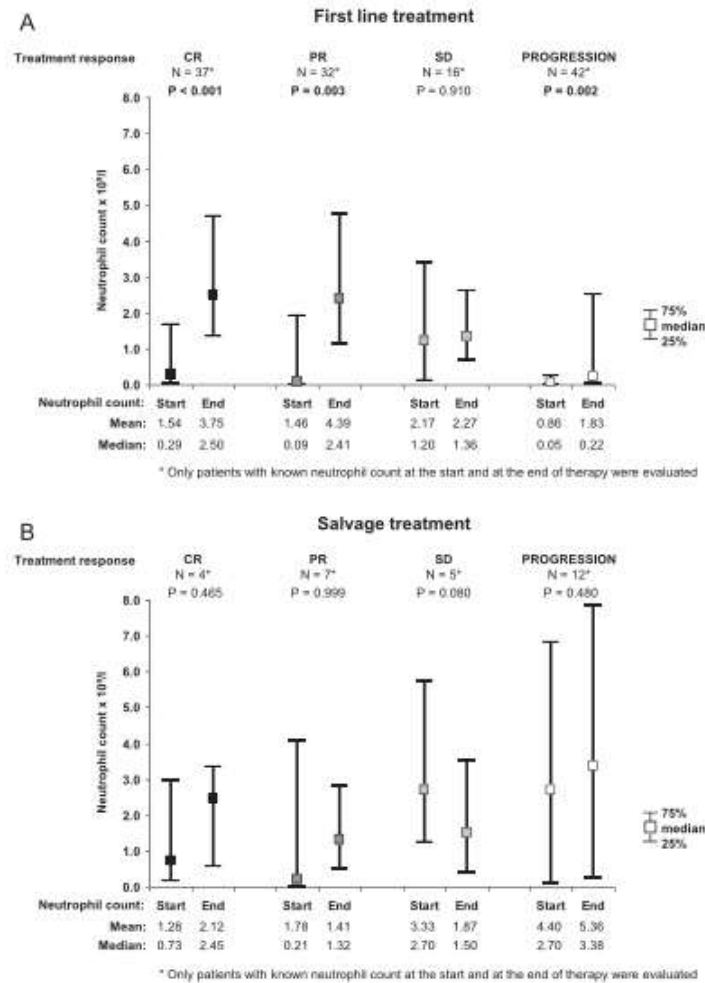 A
First line treatment
Treatment response CR PR SD PROGRESSION
N = 37* N = 32* N = 16* N = 42*
P < 0.001 P = 0.003 P = 0.910 P = 0.002
Neutrophil count x 10⁹/l
8.0
7.0
6.0
5.0
4.0
3.0
2.0
1.0
0.0
75%
median
25%
Neutrophil count: Start End Start End Start End Start End
Mean: 1.54 3.75 1.46 4.39 2.17 2.27 0.86 1.83
Median: 0.29 2.50 0.09 2.41 1.20 1.36 0.05 0.22
* Only patients with known neutrophil count at the start and at the end of therapy were evaluated
B
Salvage treatment
Treatment response CR PR SD PROGRESSION
N = 4* N = 7* N = 5* N = 12*
P = 0.465 P = 0.999 P = 0.080 P = 0.480
Neutrophil count x 10⁹/l
8.0
7.0
6.0
5.0
4.0
3.0
2.0
1.0
0.0
75%
median
25%
Neutrophil count: Start End Start End Start End Start End
Mean: 1.28 2.12 1.78 1.41 3.33 1.87 4.40 5.36
Median: 0.73 2.45 0.21 1.32 2.70 1.50 2.70 3.38
* Only patients with known neutrophil count at the start and at the end of therapy were evaluated